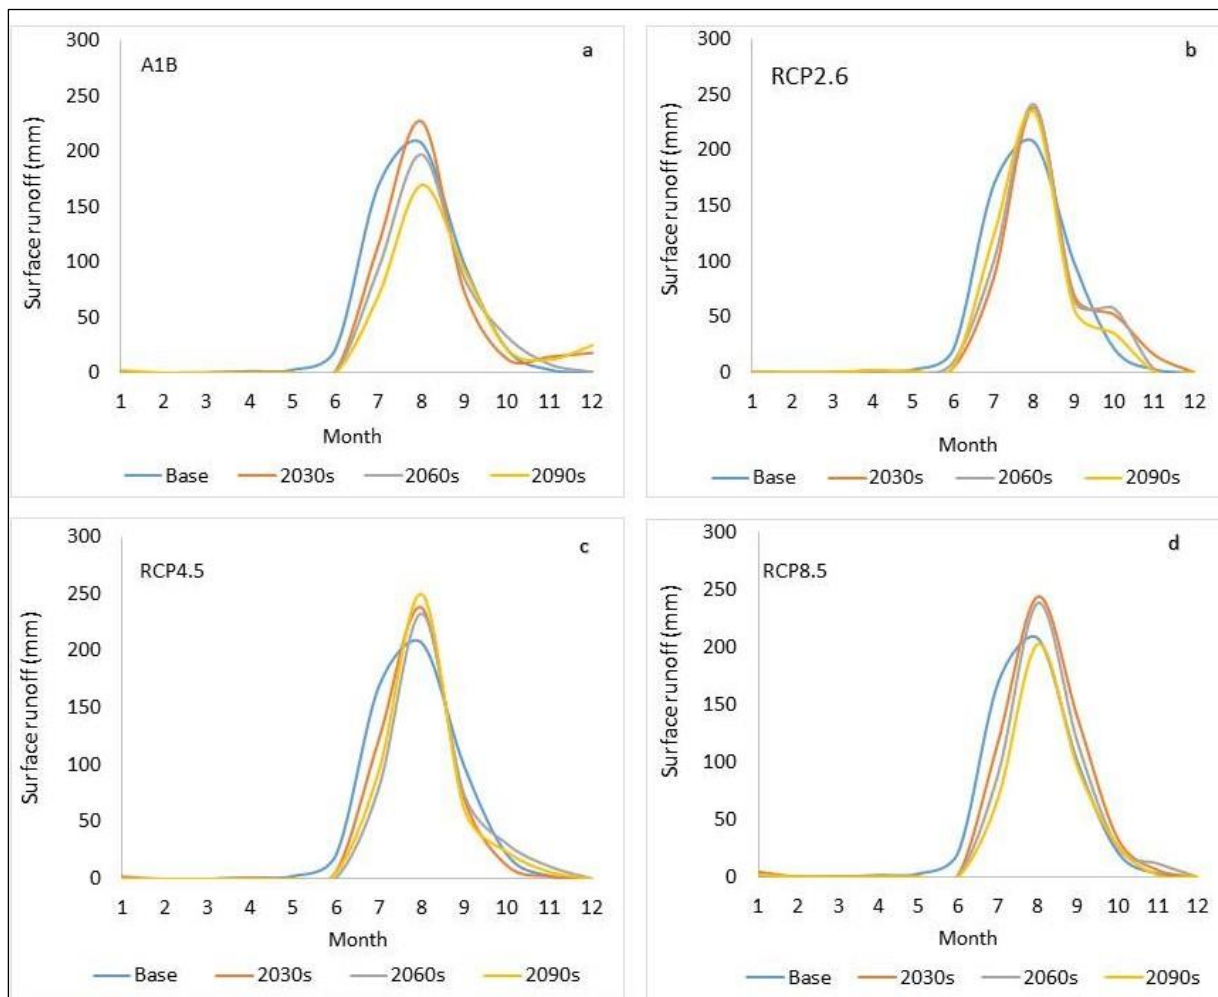 a
A1B
300
250
200
150
100
50
0
Surface runoff (mm)
1 2 3 4 5 6 7 8 9 10 11 12
Month
Base 2030s 2060s 2090s
b
RCP2.6
300
250
200
150
100
50
0
Surface runoff (mm)
1 2 3 4 5 6 7 8 9 10 11 12
Month
Base 2030s 2060s 2090s
c
RCP4.5
300
250
200
150
100
50
0
Surface runoff (mm)
1 2 3 4 5 6 7 8 9 10 11 12
Month
Base 2030s 2060s 2090s
d
RCP8.5
300
250
200
150
100
50
0
Surface runoff (mm)
1 2 3 4 5 6 7 8 9 10 11 12
Month
Base 2030s 2060s 2090s